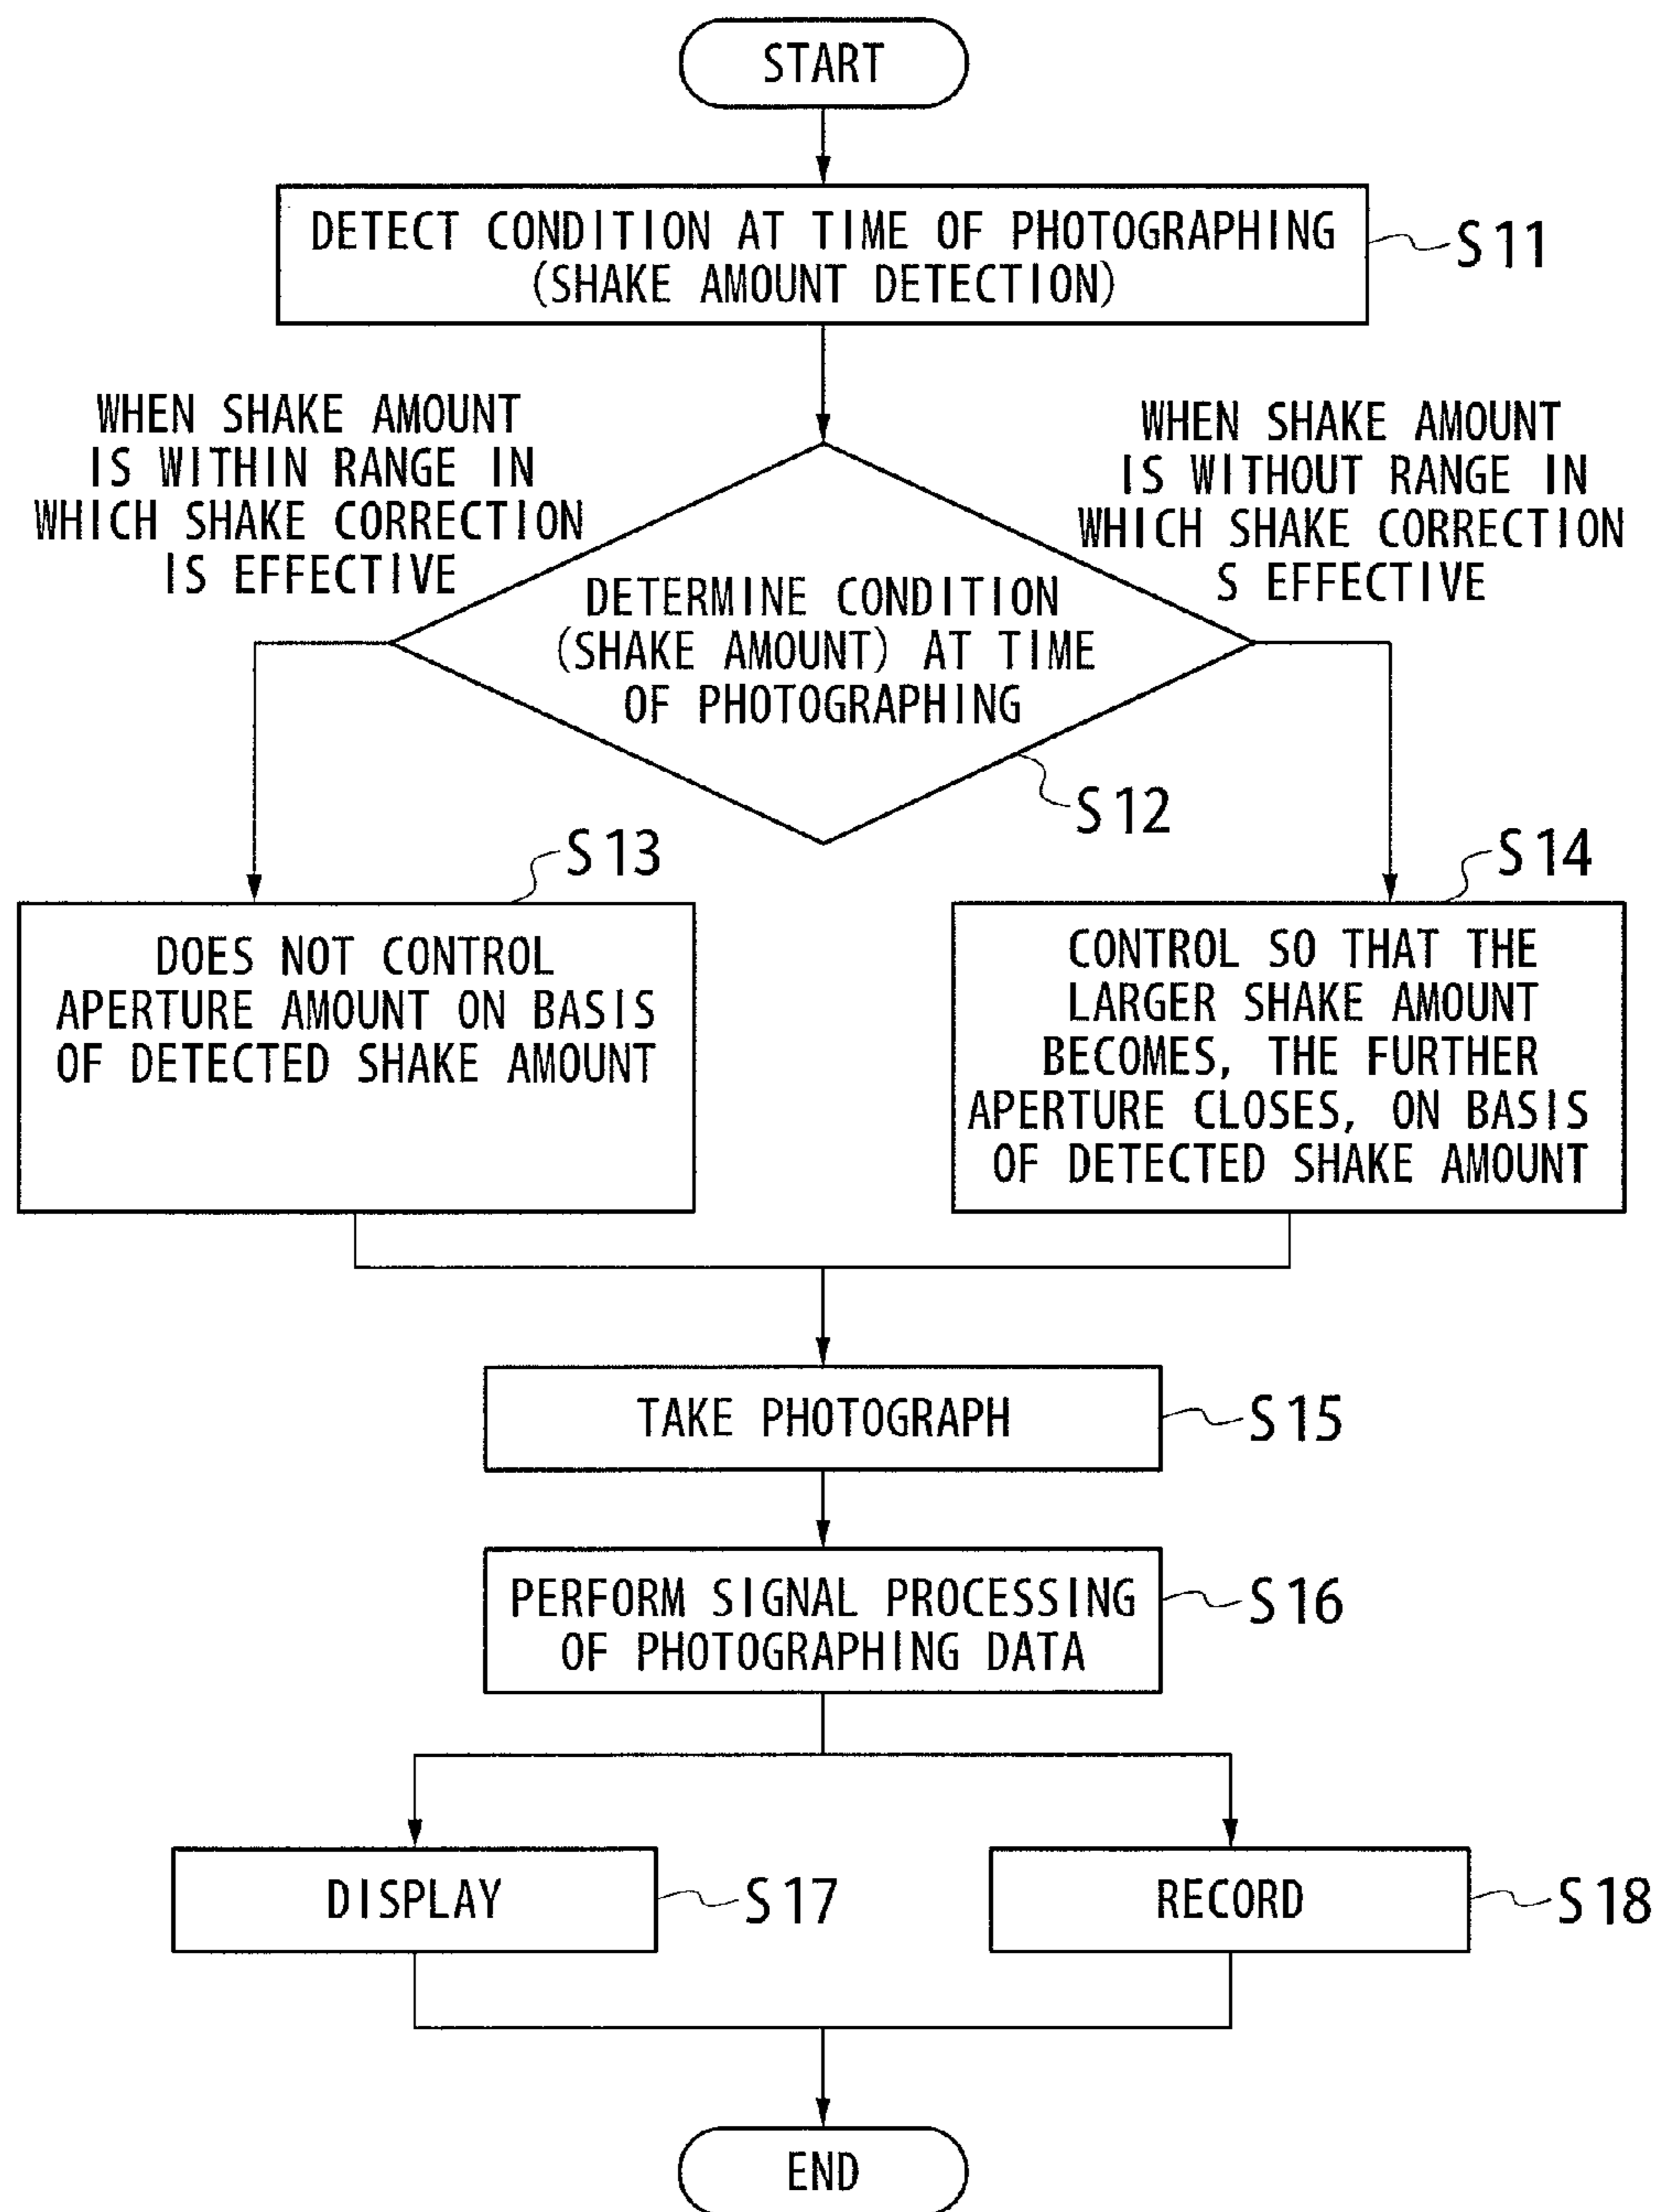 START
DETECT CONDITION AT TIME OF PHOTOGRAPHING
(SHAKE AMOUNT DETECTION)
S11
WHEN SHAKE AMOUNT
IS WITHIN RANGE IN
WHICH SHAKE CORRECTION
IS EFFECTIVE
WHEN SHAKE AMOUNT
IS WITHOUT RANGE IN
WHICH SHAKE CORRECTION
S EFFECTIVE
DETERMINE CONDITION
(SHAKE AMOUNT) AT TIME
OF PHOTOGRAPHING
S12
S13
DOES NOT CONTROL
APERTURE AMOUNT ON BASIS
OF DETECTED SHAKE AMOUNT
S14
CONTROL SO THAT THE
LARGER SHAKE AMOUNT
BECOMES, THE FURTHER
APERTURE CLOSES, ON BASIS
OF DETECTED SHAKE AMOUNT
TAKE PHOTOGRAPH
S15
PERFORM SIGNAL PROCESSING
OF PHOTOGRAPHING DATA
S16
DISPLAY
S17
RECORD
S18
END